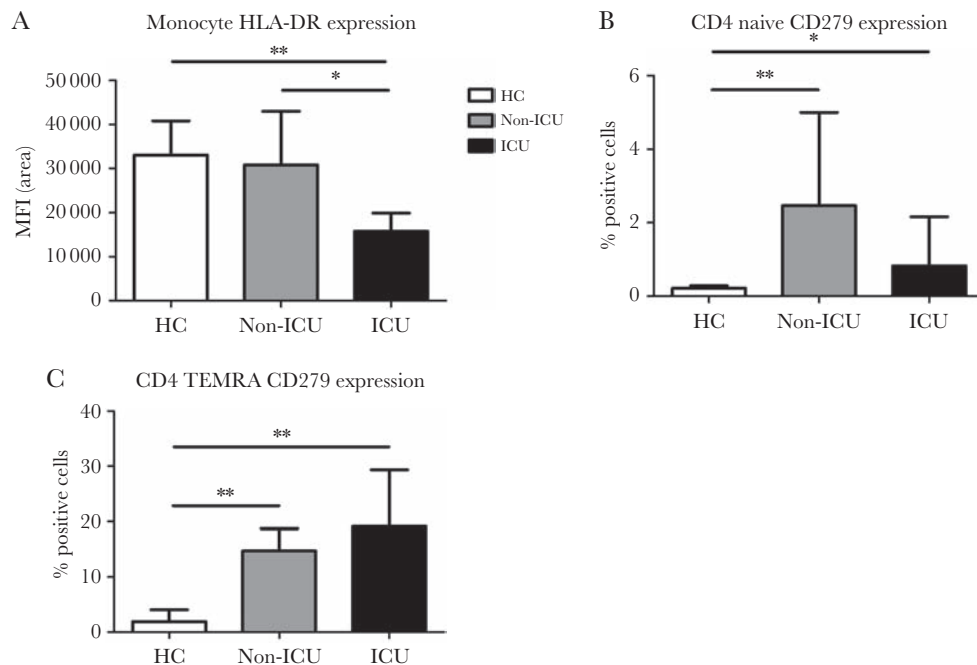 A
Monocyte HLA-DR expression
**
*
50 000
40 000
30 000
20 000
10 000
0
MFI (area)
HC
Non-ICU
ICU
HC
Non-ICU
ICU
B
CD4 naive CD279 expression
*
**
6
4
2
0
% positive cells
HC
Non-ICU
ICU
C
CD4 TEMRA CD279 expression
**
**
40
30
20
10
0
% positive cells
HC
Non-ICU
ICU